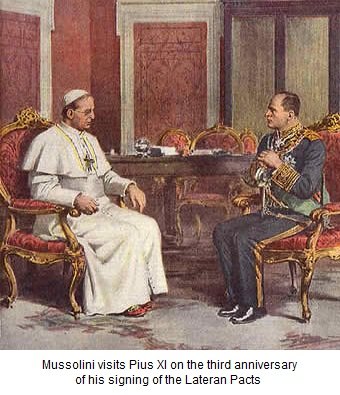 Mussolini visits Pius XI on the third anniversary
of his signing of the Lateran Pacts